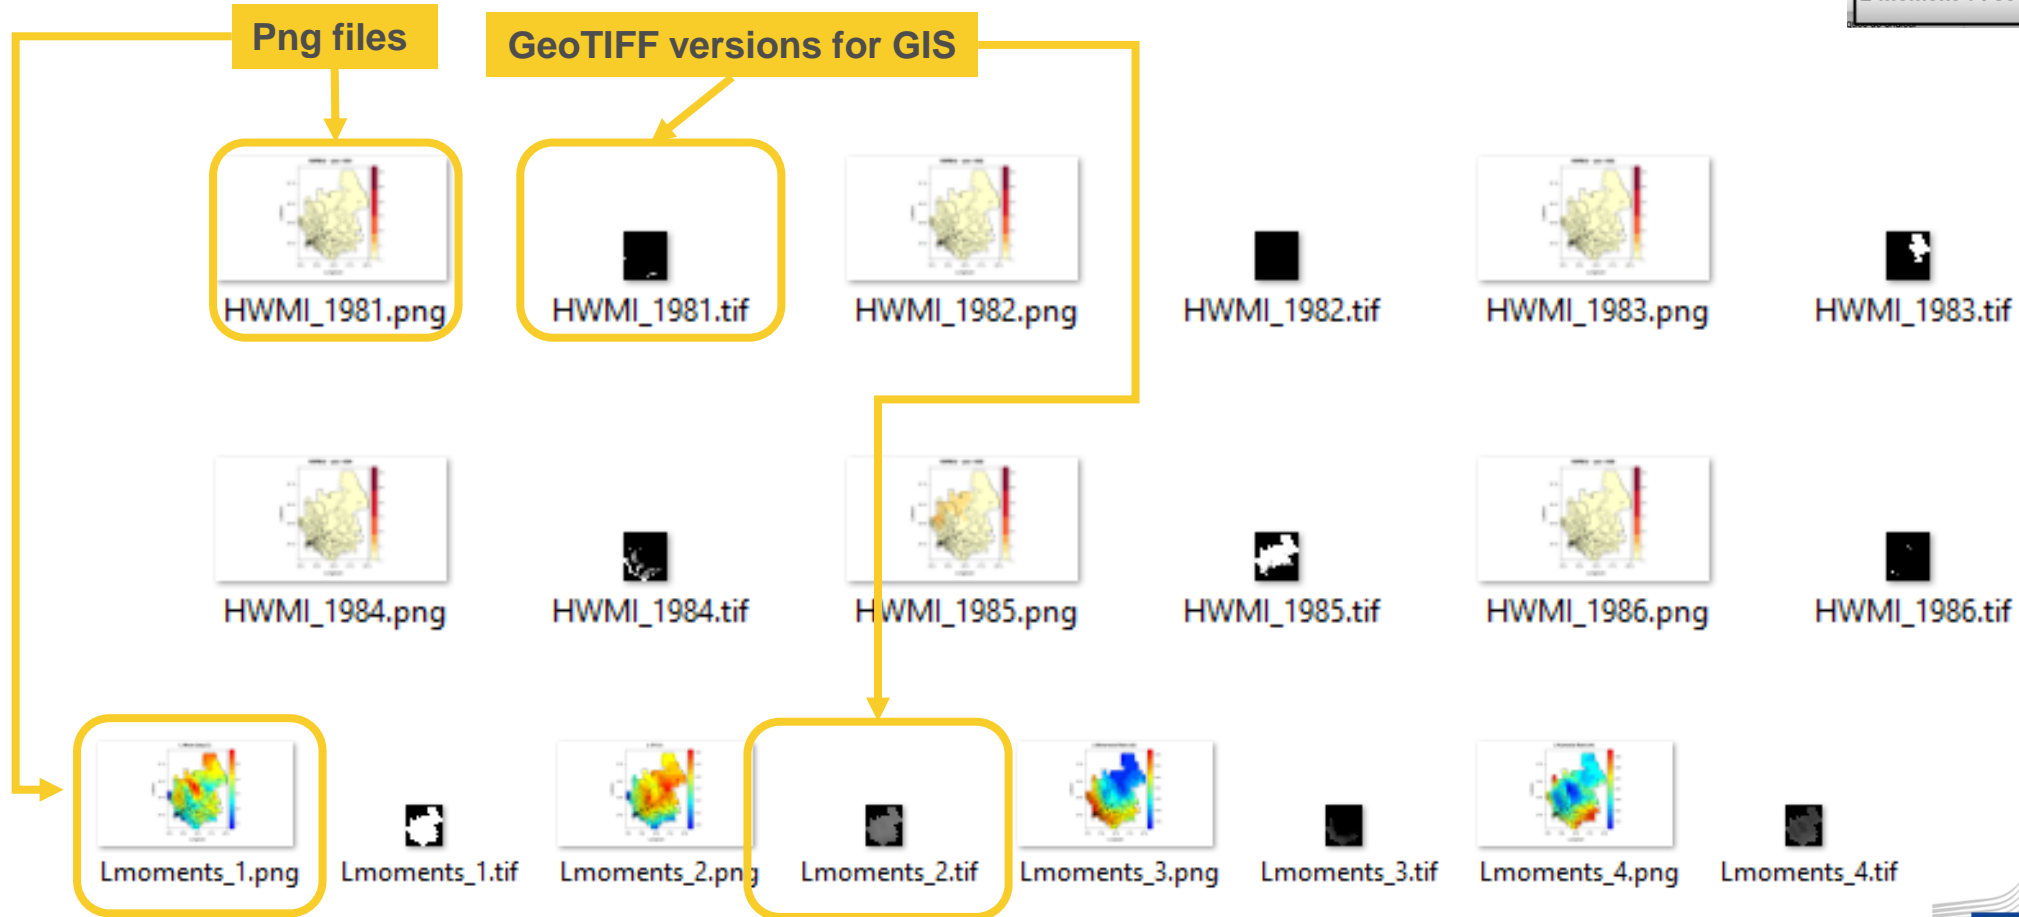 Png files
GeoTIFF versions for GIS
HWMI_1981.png
HWMI_1981.tif
HWMI_1982.png
HWMI_1982.tif
HWMI_1983.png
HWMI_1983.tif
HWMI_1984.png
HWMI_1984.tif
HWMI_1985.png
HWMI_1985.tif
HWMI_1986.png
HWMI_1986.tif
Lmoments_1.png
Lmoments_1.tif
Lmoments_2.png
Lmoments_2.tif
Lmoments_3.png
Lmoments_3.tif
Lmoments_4.png
Lmoments_4.tif